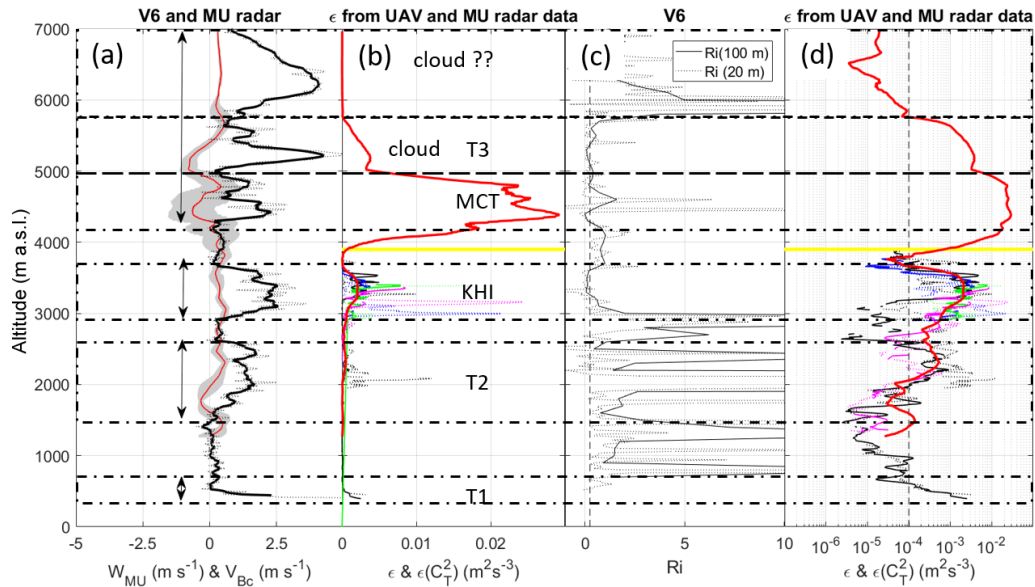 V6 and MU radar
ϵ from UAV and MU radar data
V6
ϵ from UAV and MU radar data
(a)
(b)
(c)
(d)
Ri(100 m)
Ri (20 m)
cloud ??
cloud
T3
MCT
KHI
T2
T1
Altitude (m a.s.l.)
7000
6000
5000
4000
3000
2000
1000
0
-5
0
5
0
0.01
0.02
0
5
10
10^-6
10^-5
10^-4
10^-3
10^-2
W_MU (m s^-1) & V_Bc (m s^-1)
ϵ & ϵ(C_T^2) (m^2s^-3)
Ri
ϵ & ϵ(C_T^2) (m^2s^-3)